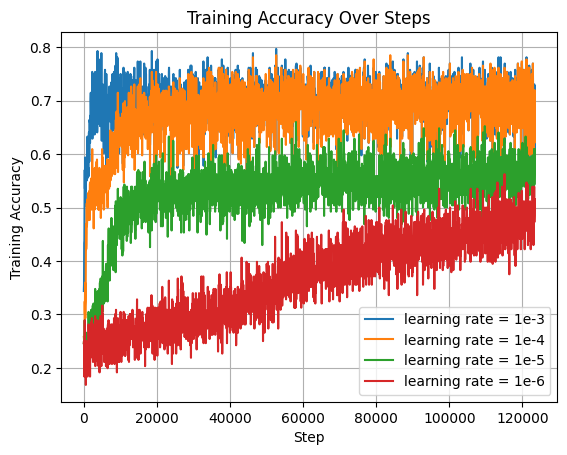 Training Accuracy Over Steps
Training Accuracy
0.8
0.7
0.6
0.5
0.4
0.3
0.2
learning rate = 1e-3
learning rate = 1e-4
learning rate = 1e-5
learning rate = 1e-6
0 20000 40000 60000 80000 100000 120000
Step